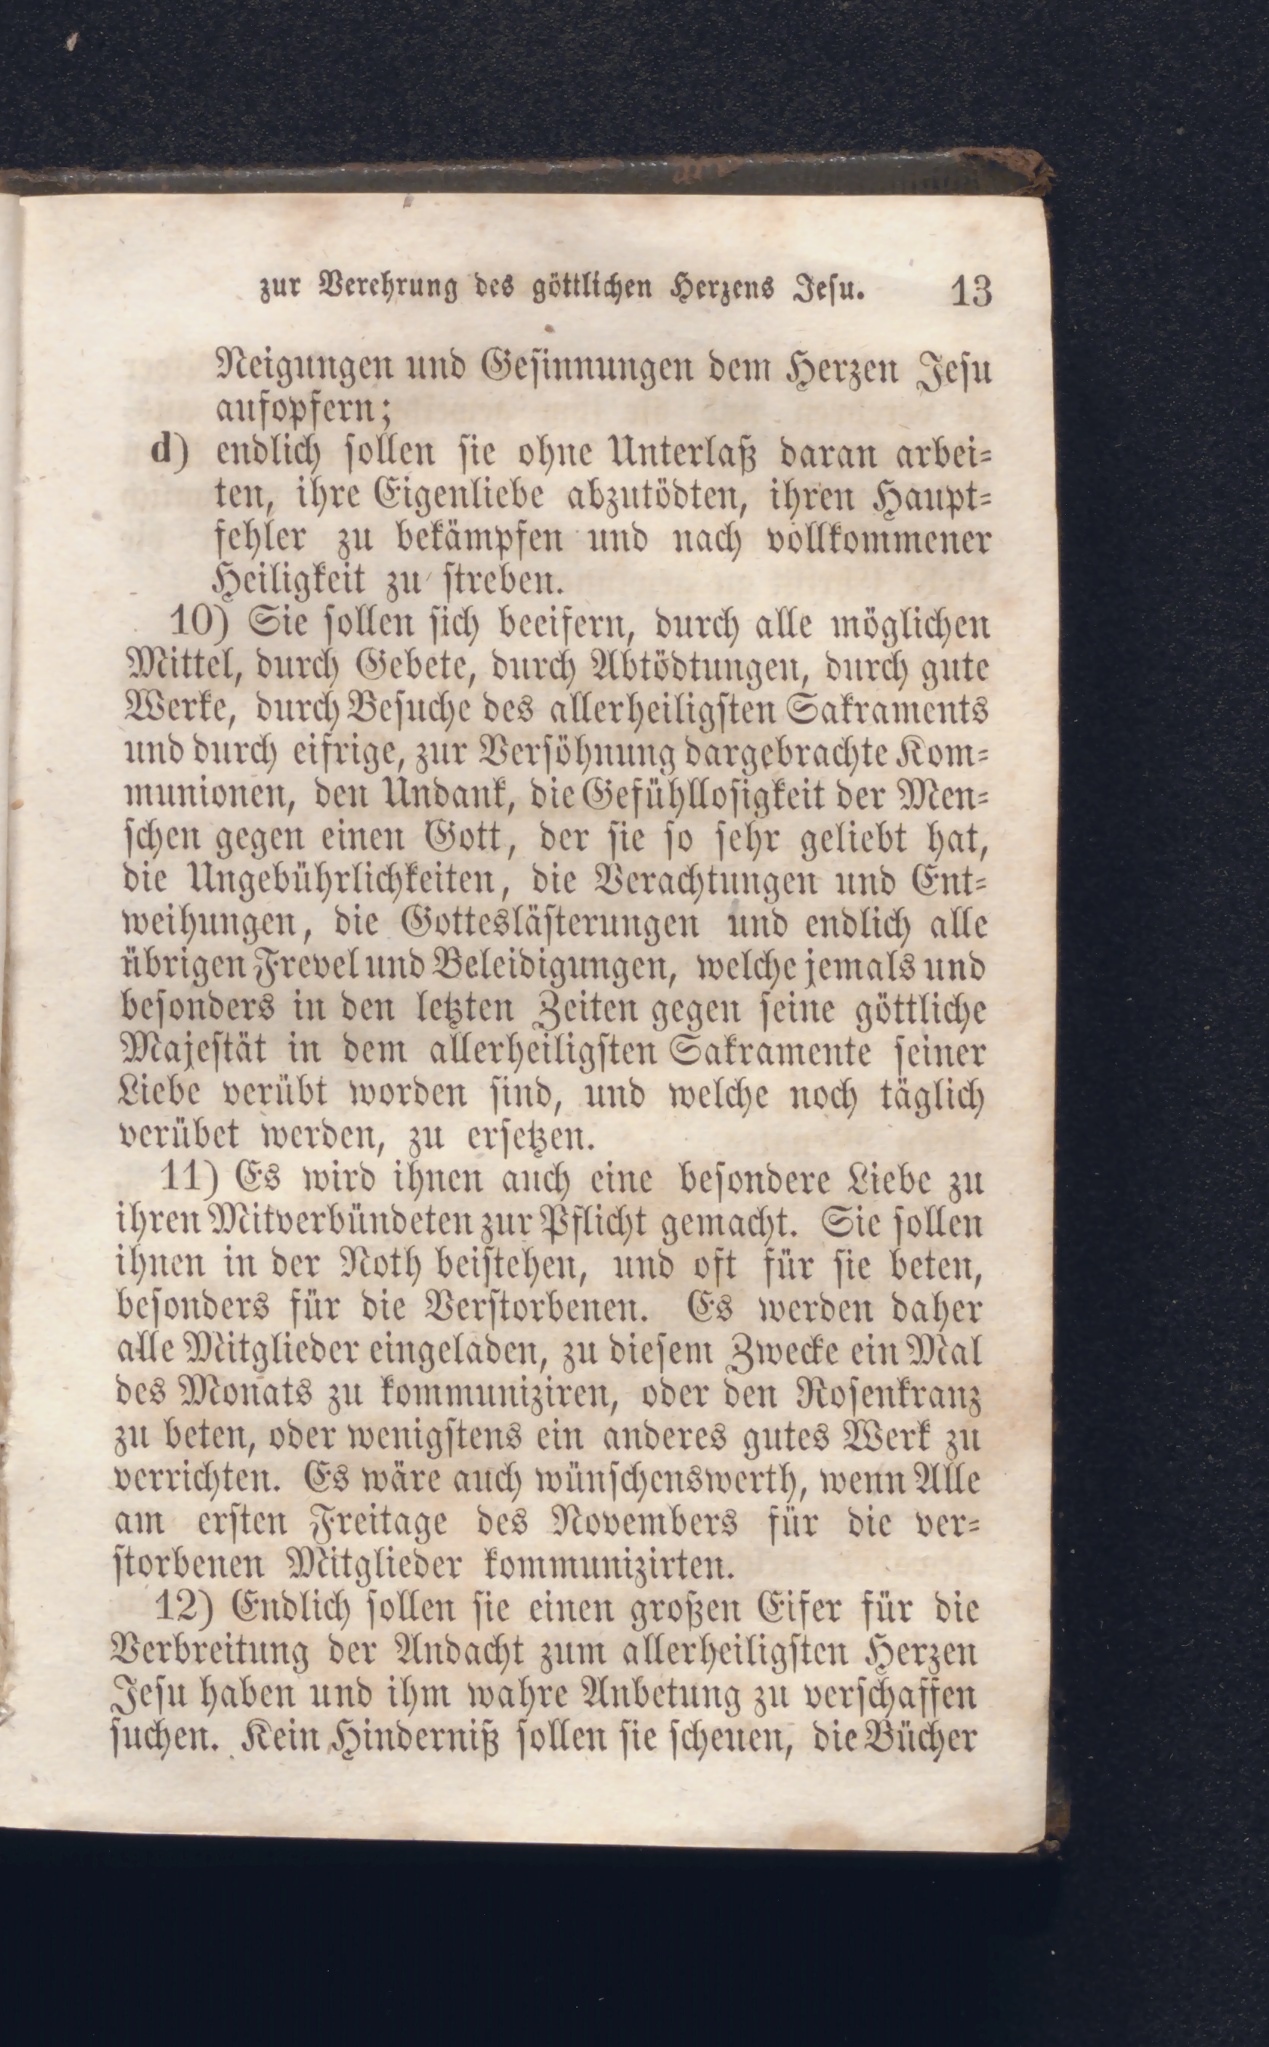 zur Verehrung des göttlichen Herzens Jesu. 13
Neigungen und Gesinnungen dem Herzen Jesu
aufopfern;
d) endlich sollen sie ohne Unterlaß daran arbei-
ten, ihre Eigenliebe abzutödten, ihren Haupt-
fehler zu bekämpfen und nach vollkommener
Heiligkeit zu streben.
10) Sie sollen sich beeifern, durch alle möglichen
Mittel, durch Gebete, durch Abtödtungen, durch gute
Werke, durch Besuche des allerheiligsten Sakraments
und durch eifrige, zur Versöhnung dargebrachte Kom-
munionen, den Undank, die Gefühllosigkeit der Men-
schen gegen einen Gott, der sie so sehr geliebt hat,
die Ungebührlichkeiten, die Verachtungen und Ent-
weihungen, die Gotteslästerungen und endlich alle
übrigen Frevel und Beleidigungen, welche jemals und
besonders in den letzten Zeiten gegen seine göttliche
Majestät in dem allerheiligsten Sakramente seiner
Liebe verübt worden sind, und welche noch täglich
verübet werden, zu ersetzen.
11) Es wird ihnen auch eine besondere Liebe zu
ihren Mitverbündeten zur Pflicht gemacht. Sie sollen
ihnen in der Noth beistehen, und oft für sie beten,
besonders für die Verstorbenen. Es werden daher
alle Mitglieder eingeladen, zu diesem Zwecke ein Mal
des Monats zu kommuniziren, oder den Rosenkranz
zu beten, oder wenigstens ein anderes gutes Werk zu
verrichten. Es wäre auch wünschenswerth, wenn Alle
am ersten Freitage des Novembers für die ver-
storbenen Mitglieder kommunizirten.
12) Endlich sollen sie einen großen Eifer für die
Verbreitung der Andacht zum allerheiligsten Herzen
Jesu haben und ihm wahre Anbetung zu verschaffen
suchen. Kein Hinderniß sollen sie scheuen, die Bücher